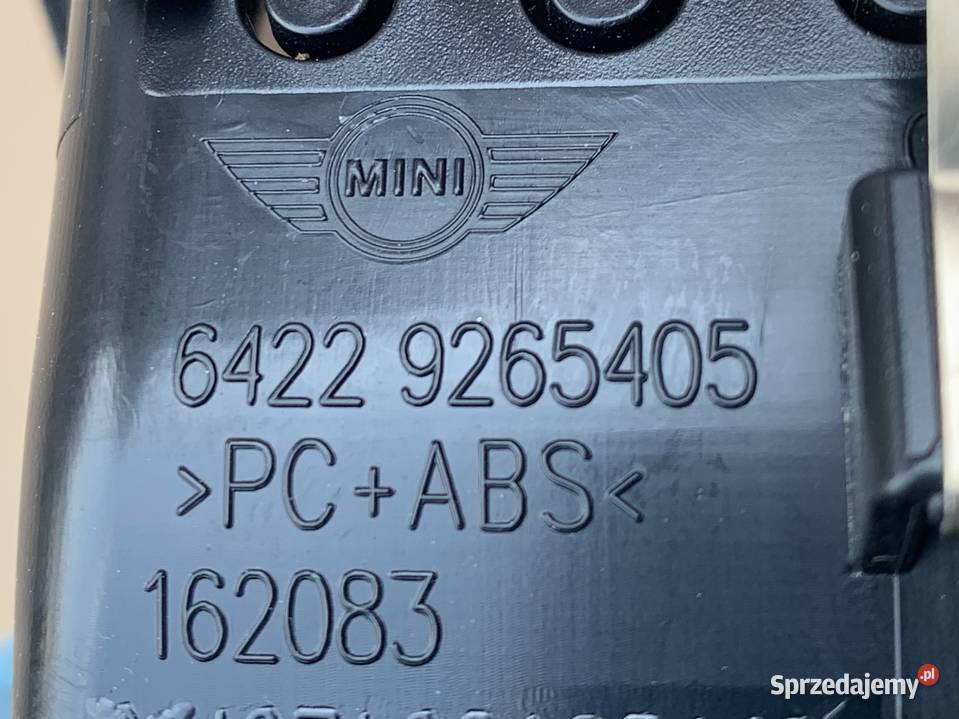 MINI
6422 9265405
>PC+ABS<
162083
Sprzedajemy.pl